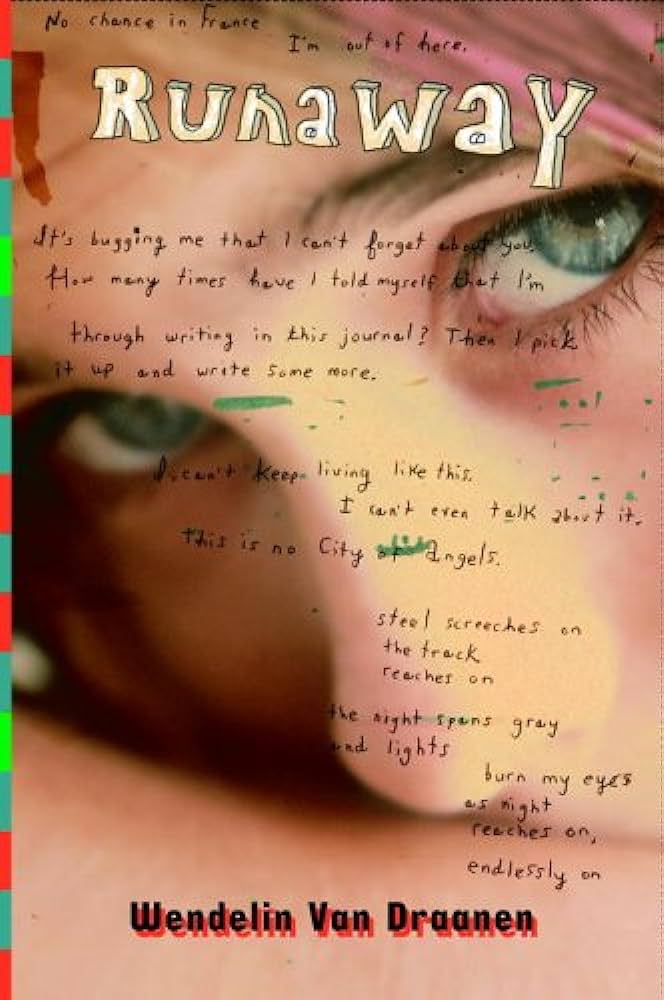 No chance in France
I'm out of here.
Runaway
It's bugging me that I can't forget about you.
How many times have I told myself that I'm
through writing in this journal? Then I pick
it up and write some more.
I can't keep living like this.
I can't even talk about it.
This is no City of Angels.
steel screeches on
the track
reaches on
the night spans gray
and lights
burn my eyes
as night
reaches on,
endlessly on
Wendelin Van Draanen